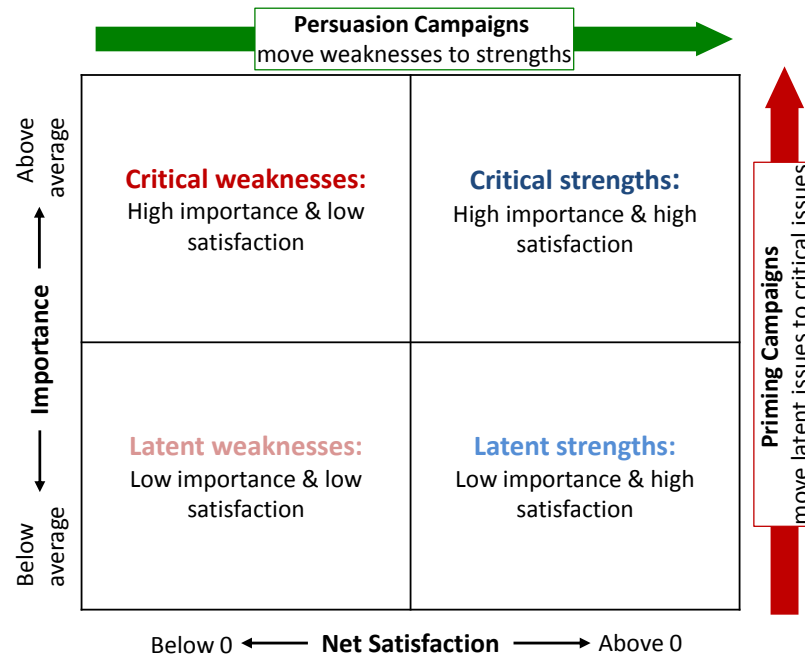 Persuasion Campaigns
move weaknesses to strengths
Above
average
Importance
Below
average
Critical weaknesses:
High importance & low
satisfaction
Critical strengths:
High importance & high
satisfaction
Latent weaknesses:
Low importance & low
satisfaction
Latent strengths:
Low importance & high
satisfaction
Priming Campaigns
move latent issues to critical issues
Below 0
Net Satisfaction
Above 0